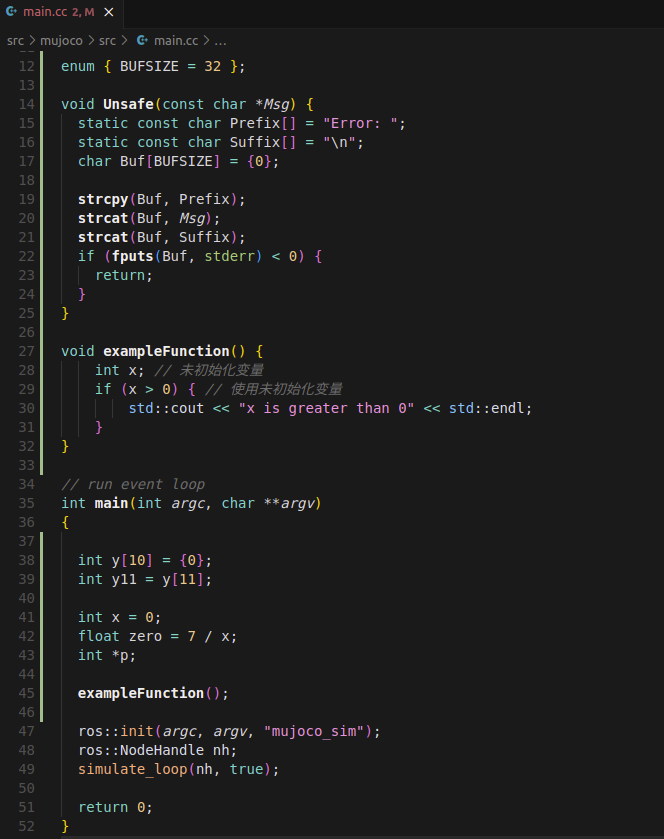 main.cc 2, M
src > mujoco > src > main.cc > ...
12 enum { BUFSIZE = 32 };
13
14 void Unsafe(const char *Msg) {
15 static const char Prefix[] = "Error: ";
16 static const char Suffix[] = "\n";
17 char Buf[BUFSIZE] = {0};
18
19 strcpy(Buf, Prefix);
20 strcat(Buf, Msg);
21 strcat(Buf, Suffix);
22 if (fputs(Buf, stderr) < 0) {
23 return;
24 }
25 }
26
27 void exampleFunction() {
28 int x; // 未初始化变量
29 if (x > 0) { // 使用未初始化变量
30 std::cout << "x is greater than 0" << std::endl;
31 }
32 }
33
34 // run event loop
35 int main(int argc, char **argv)
36 {
37
38 int y[10] = {0};
39 int y11 = y[11];
40
41 int x = 0;
42 float zero = 7 / x;
43 int *p;
44
45 exampleFunction();
46
47 ros::init(argc, argv, "mujoco_sim");
48 ros::NodeHandle nh;
49 simulate_loop(nh, true);
50
51 return 0;
52 }